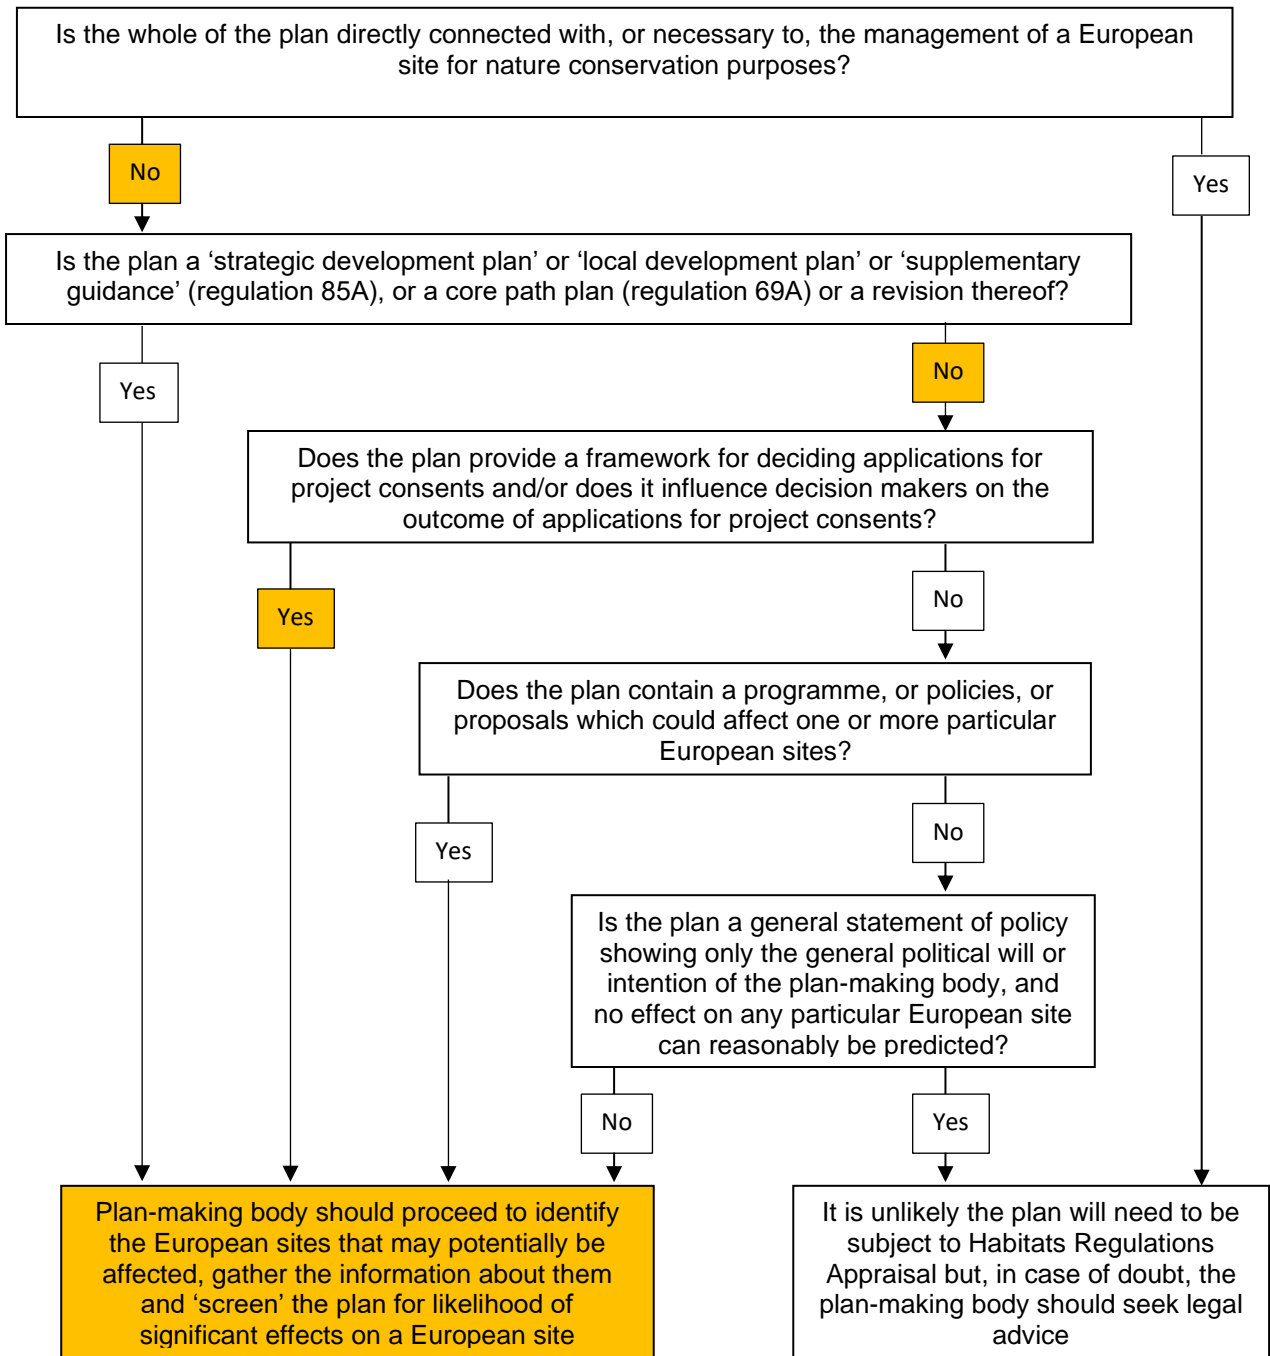 Is the whole of the plan directly connected with, or necessary to, the management of a European
site for nature conservation purposes?
No
Yes
Is the plan a ‘strategic development plan’ or ‘local development plan’ or ‘supplementary
guidance’ (regulation 85A), or a core path plan (regulation 69A) or a revision thereof?
Yes
No
Does the plan provide a framework for deciding applications for
project consents and/or does it influence decision makers on the
outcome of applications for project consents?
Yes
No
Does the plan contain a programme, or policies, or
proposals which could affect one or more particular
European sites?
Yes
No
Is the plan a general statement of policy
showing only the general political will or
intention of the plan-making body, and
no effect on any particular European site
can reasonably be predicted?
No
Yes
Plan-making body should proceed to identify
the European sites that may potentially be
affected, gather the information about them
and ‘screen’ the plan for likelihood of
significant effects on a European site
It is unlikely the plan will need to be
subject to Habitats Regulations
Appraisal but, in case of doubt, the
plan-making body should seek legal
advice